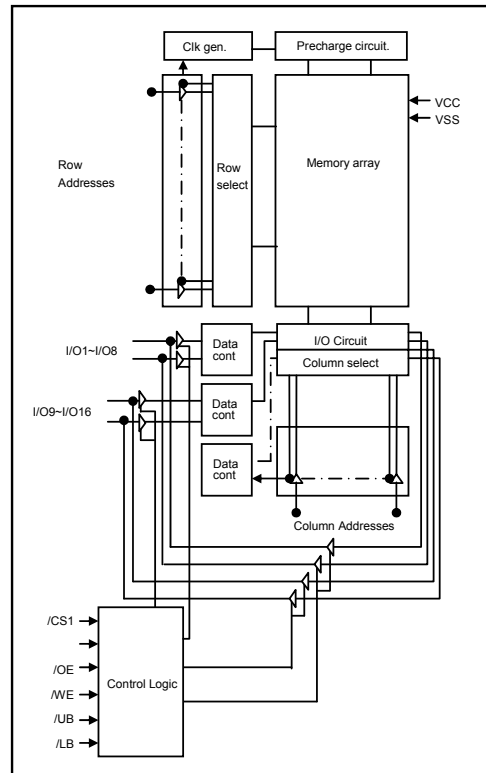 Clk gen.
Precharge circuit.
VCC
VSS
Row
Addresses
Row
select
Memory array
I/O1~I/O8
Data
cont
I/O Circuit
Column select
I/O9~I/O16
Data
cont
Data
cont
Column Addresses
/CS1
/OE
/WE
/UB
/LB
Control Logic